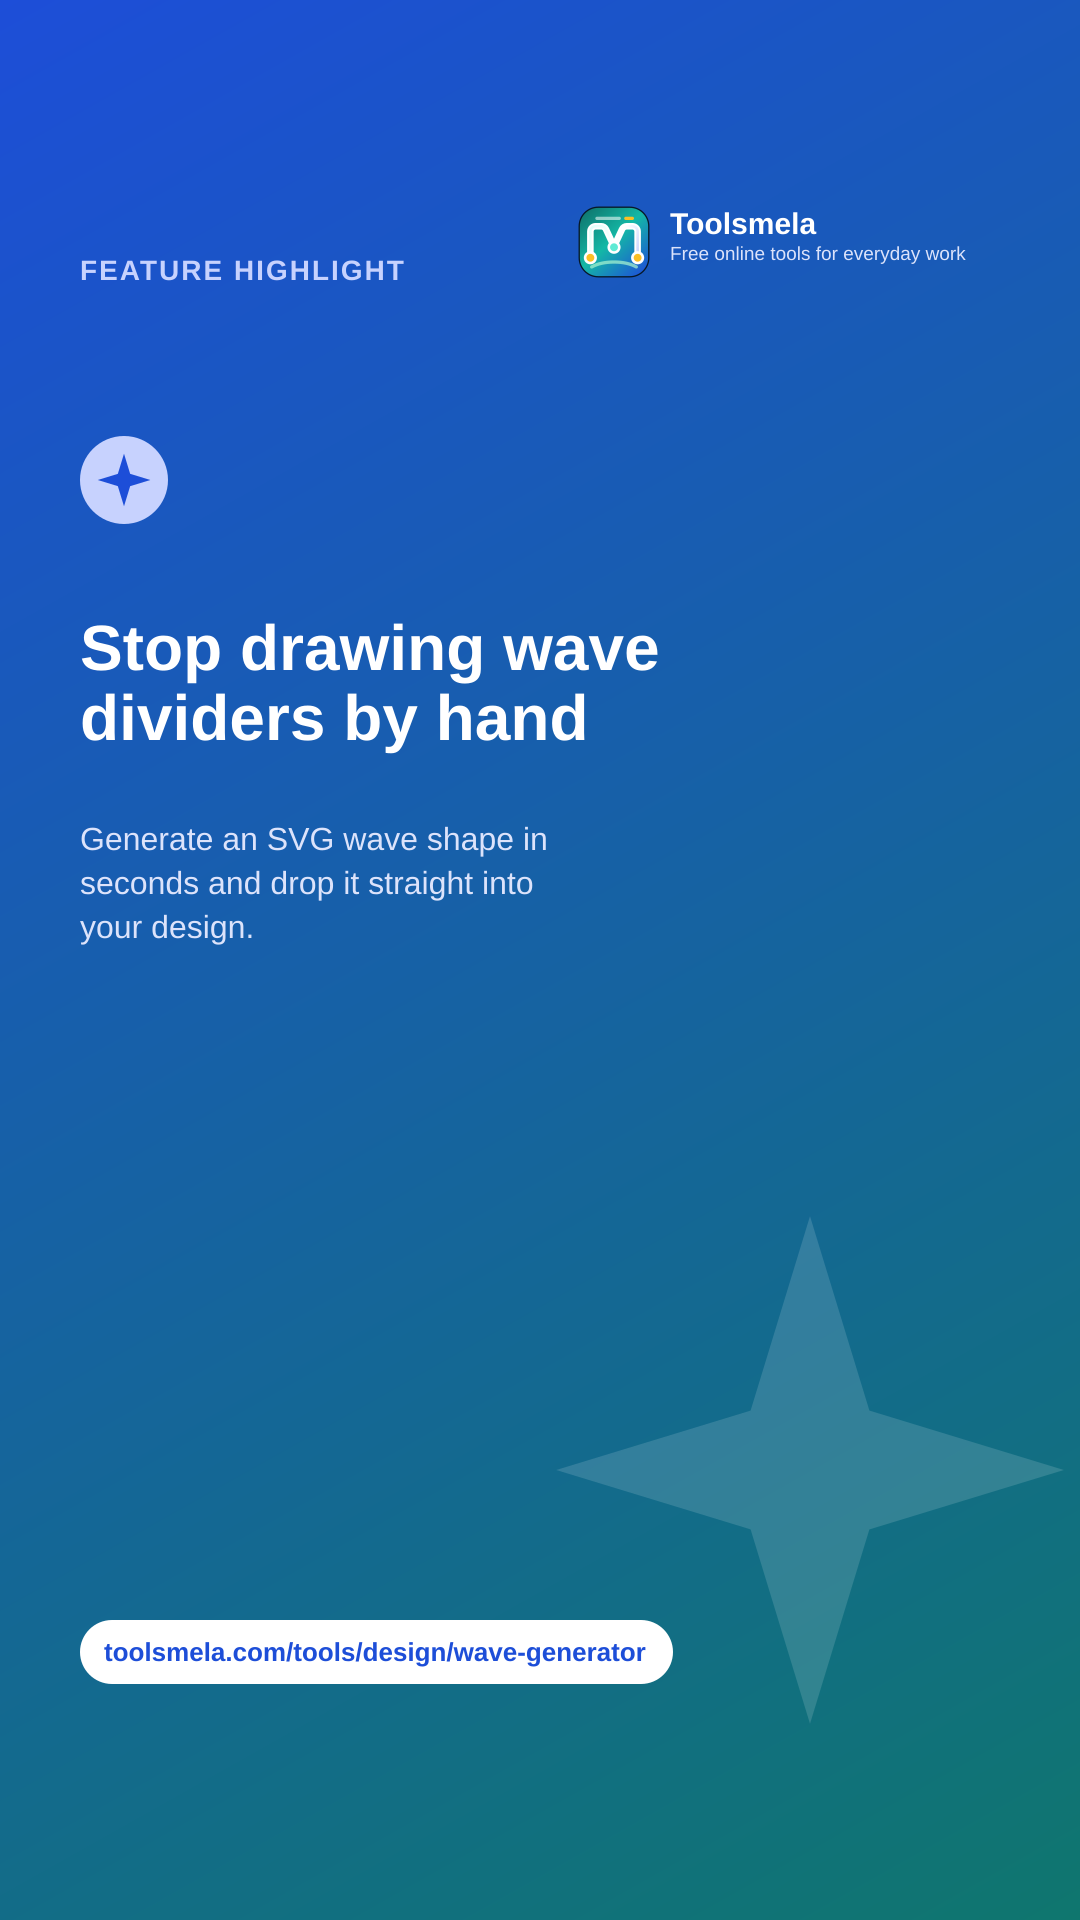 FEATURE HIGHLIGHT
Toolsmela
Free online tools for everyday work
Stop drawing wave
dividers by hand
Generate an SVG wave shape in
seconds and drop it straight into
your design.
toolsmela.com/tools/design/wave-generator